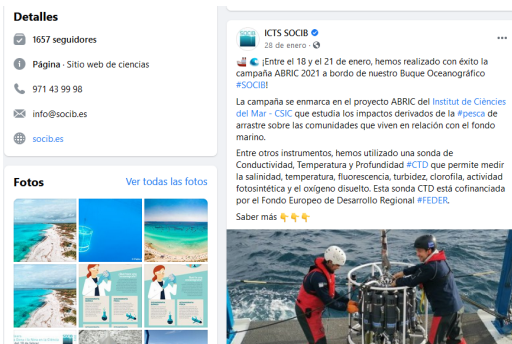 Detalles
1657 seguidores
Página · Sitio web de ciencias
971 43 99 98
info@socib.es
socib.es
Fotos
Ver todas las fotos
ICTS SOCIB
28 de enero ·
¡Entre el 18 y el 21 de enero, hemos realizado con éxito la
campaña ABRIC 2021 a bordo de nuestro Buque Oceanográfico
#SOCIB!
La campaña se enmarca en el proyecto ABRIC del Institut de Ciències
del Mar - CSIC que estudia los impactos derivados de la #pesca de
arrastre sobre las comunidades que viven en relación con el fondo
marino.
Entre otros instrumentos, hemos utilizado una sonda de
Conductividad, Temperatura y Profundidad #CTD que permite medir
la salinidad, temperatura, fluorescencia, turbidez, clorofila, actividad
fotosintética y el oxígeno disuelto. Esta sonda CTD está cofinanciada
por el Fondo Europeo de Desarrollo Regional #FEDER.
Saber más 👇👇👇